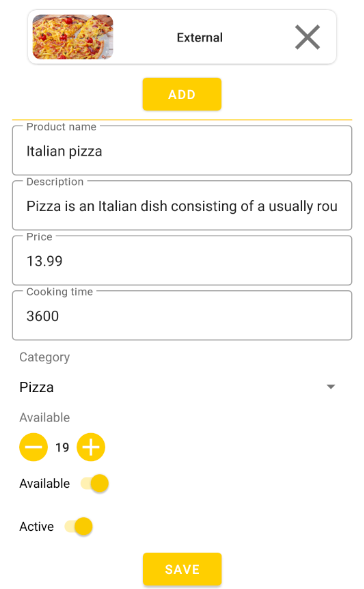 External
ADD
Product name
Italian pizza
Description
Pizza is an Italian dish consisting of a usually rou
Price
13.99
Cooking time
3600
Category
Pizza
Available
19
Available
Active
SAVE